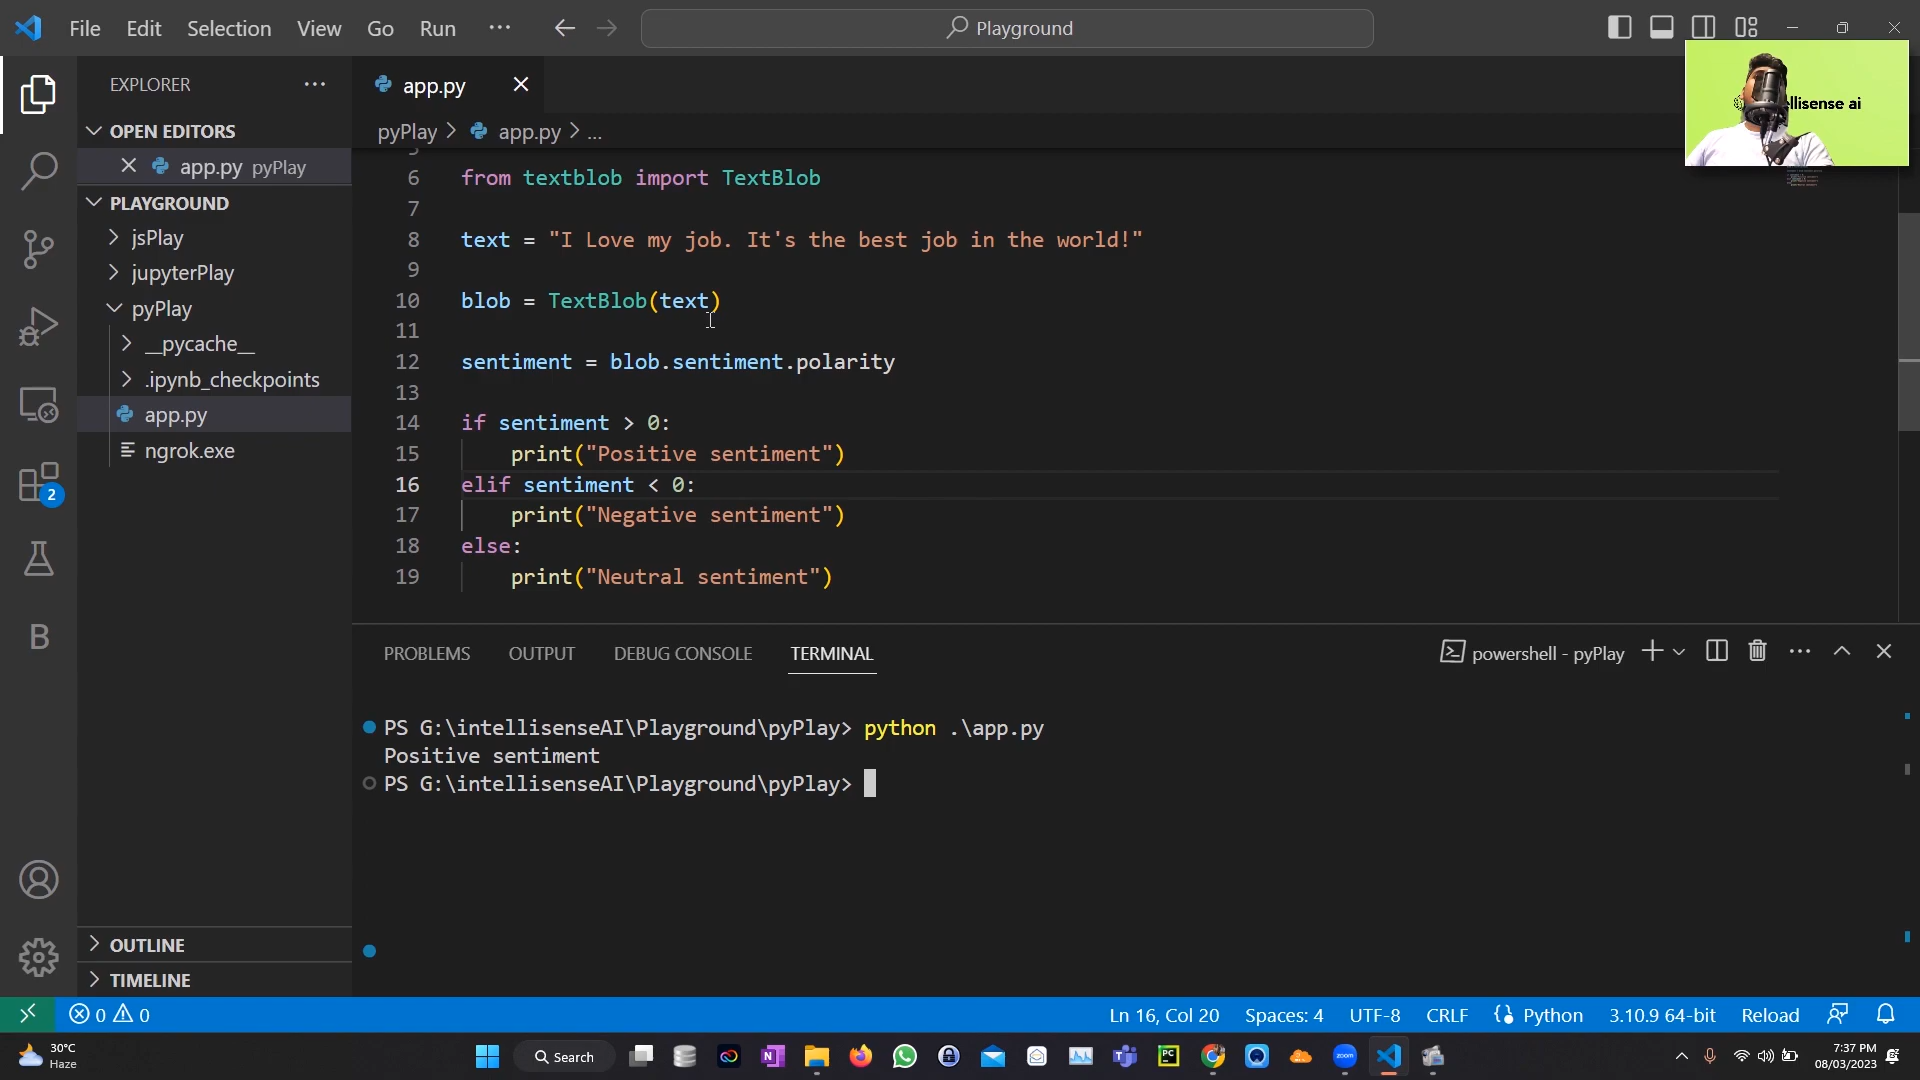 File Edit Selection View Go Run ···
Playground
EXPLORER ···
app.py
OPEN EDITORS
app.py pyPlay
PLAYGROUND
jsPlay
jupyterPlay
pyPlay
__pycache__
.ipynb_checkpoints
app.py
ngrok.exe
2
B
OUTLINE
TIMELINE
llisense ai
pyPlay > app.py > ...
6 from textblob import TextBlob
7
8 text = "I Love my job. It's the best job in the world!"
9
10 blob = TextBlob(text)
11
12 sentiment = blob.sentiment.polarity
13
14 if sentiment > 0:
15 print("Positive sentiment")
16 elif sentiment < 0:
17 print("Negative sentiment")
18 else:
19 print("Neutral sentiment")
PROBLEMS OUTPUT DEBUG CONSOLE TERMINAL
powershell - pyPlay
PS G:\intellisenseAI\Playground\pyPlay> python .\app.py
Positive sentiment
PS G:\intellisenseAI\Playground\pyPlay>
0 0
Ln 16, Col 20 Spaces: 4 UTF-8 CRLF Python 3.10.9 64-bit Reload
30°C
Haze
Search
N
T
PC
zoom
7:37 PM
08/03/2023